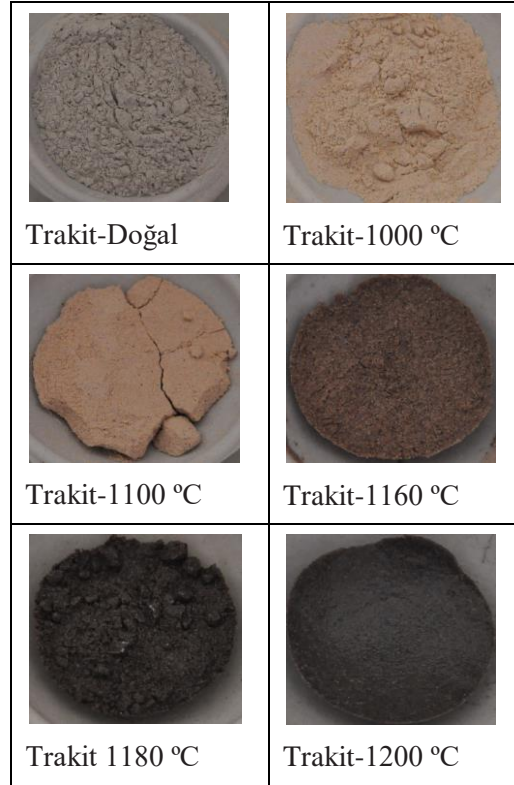 Trakit-Doğal
Trakit-1000 ºC
Trakit-1100 ºC
Trakit-1160 ºC
Trakit 1180 ºC
Trakit-1200 ºC